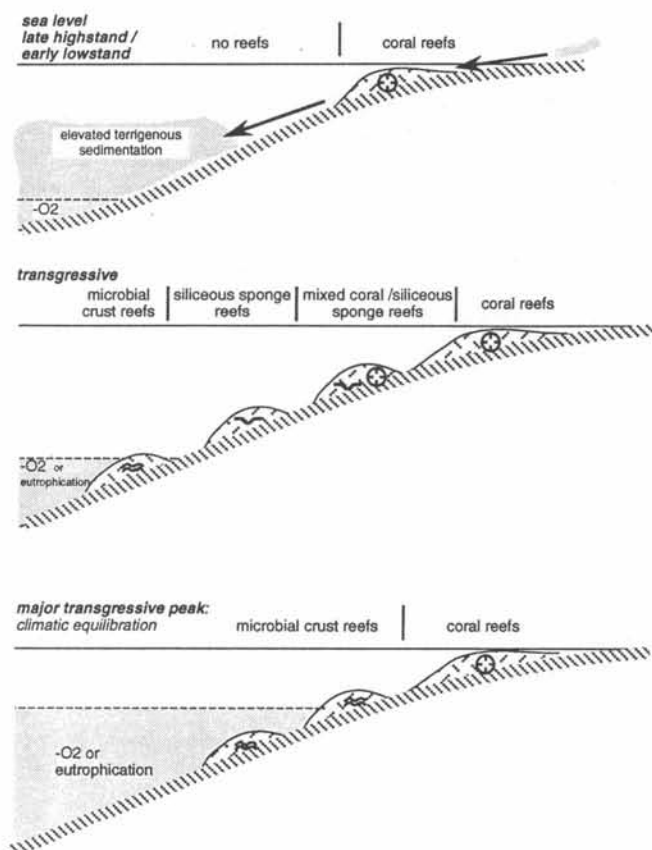 sea level
late highstand /
early lowstand
no reefs
coral reefs
elevated terrigenous
sedimentation
-O2
transgressive
microbial
crust reefs
siliceous sponge
reefs
mixed coral /siliceous
sponge reefs
coral reefs
-O2 or
eutrophication
major transgressive peak:
climatic equilibration
microbial crust reefs
coral reefs
-O2 or
eutrophication